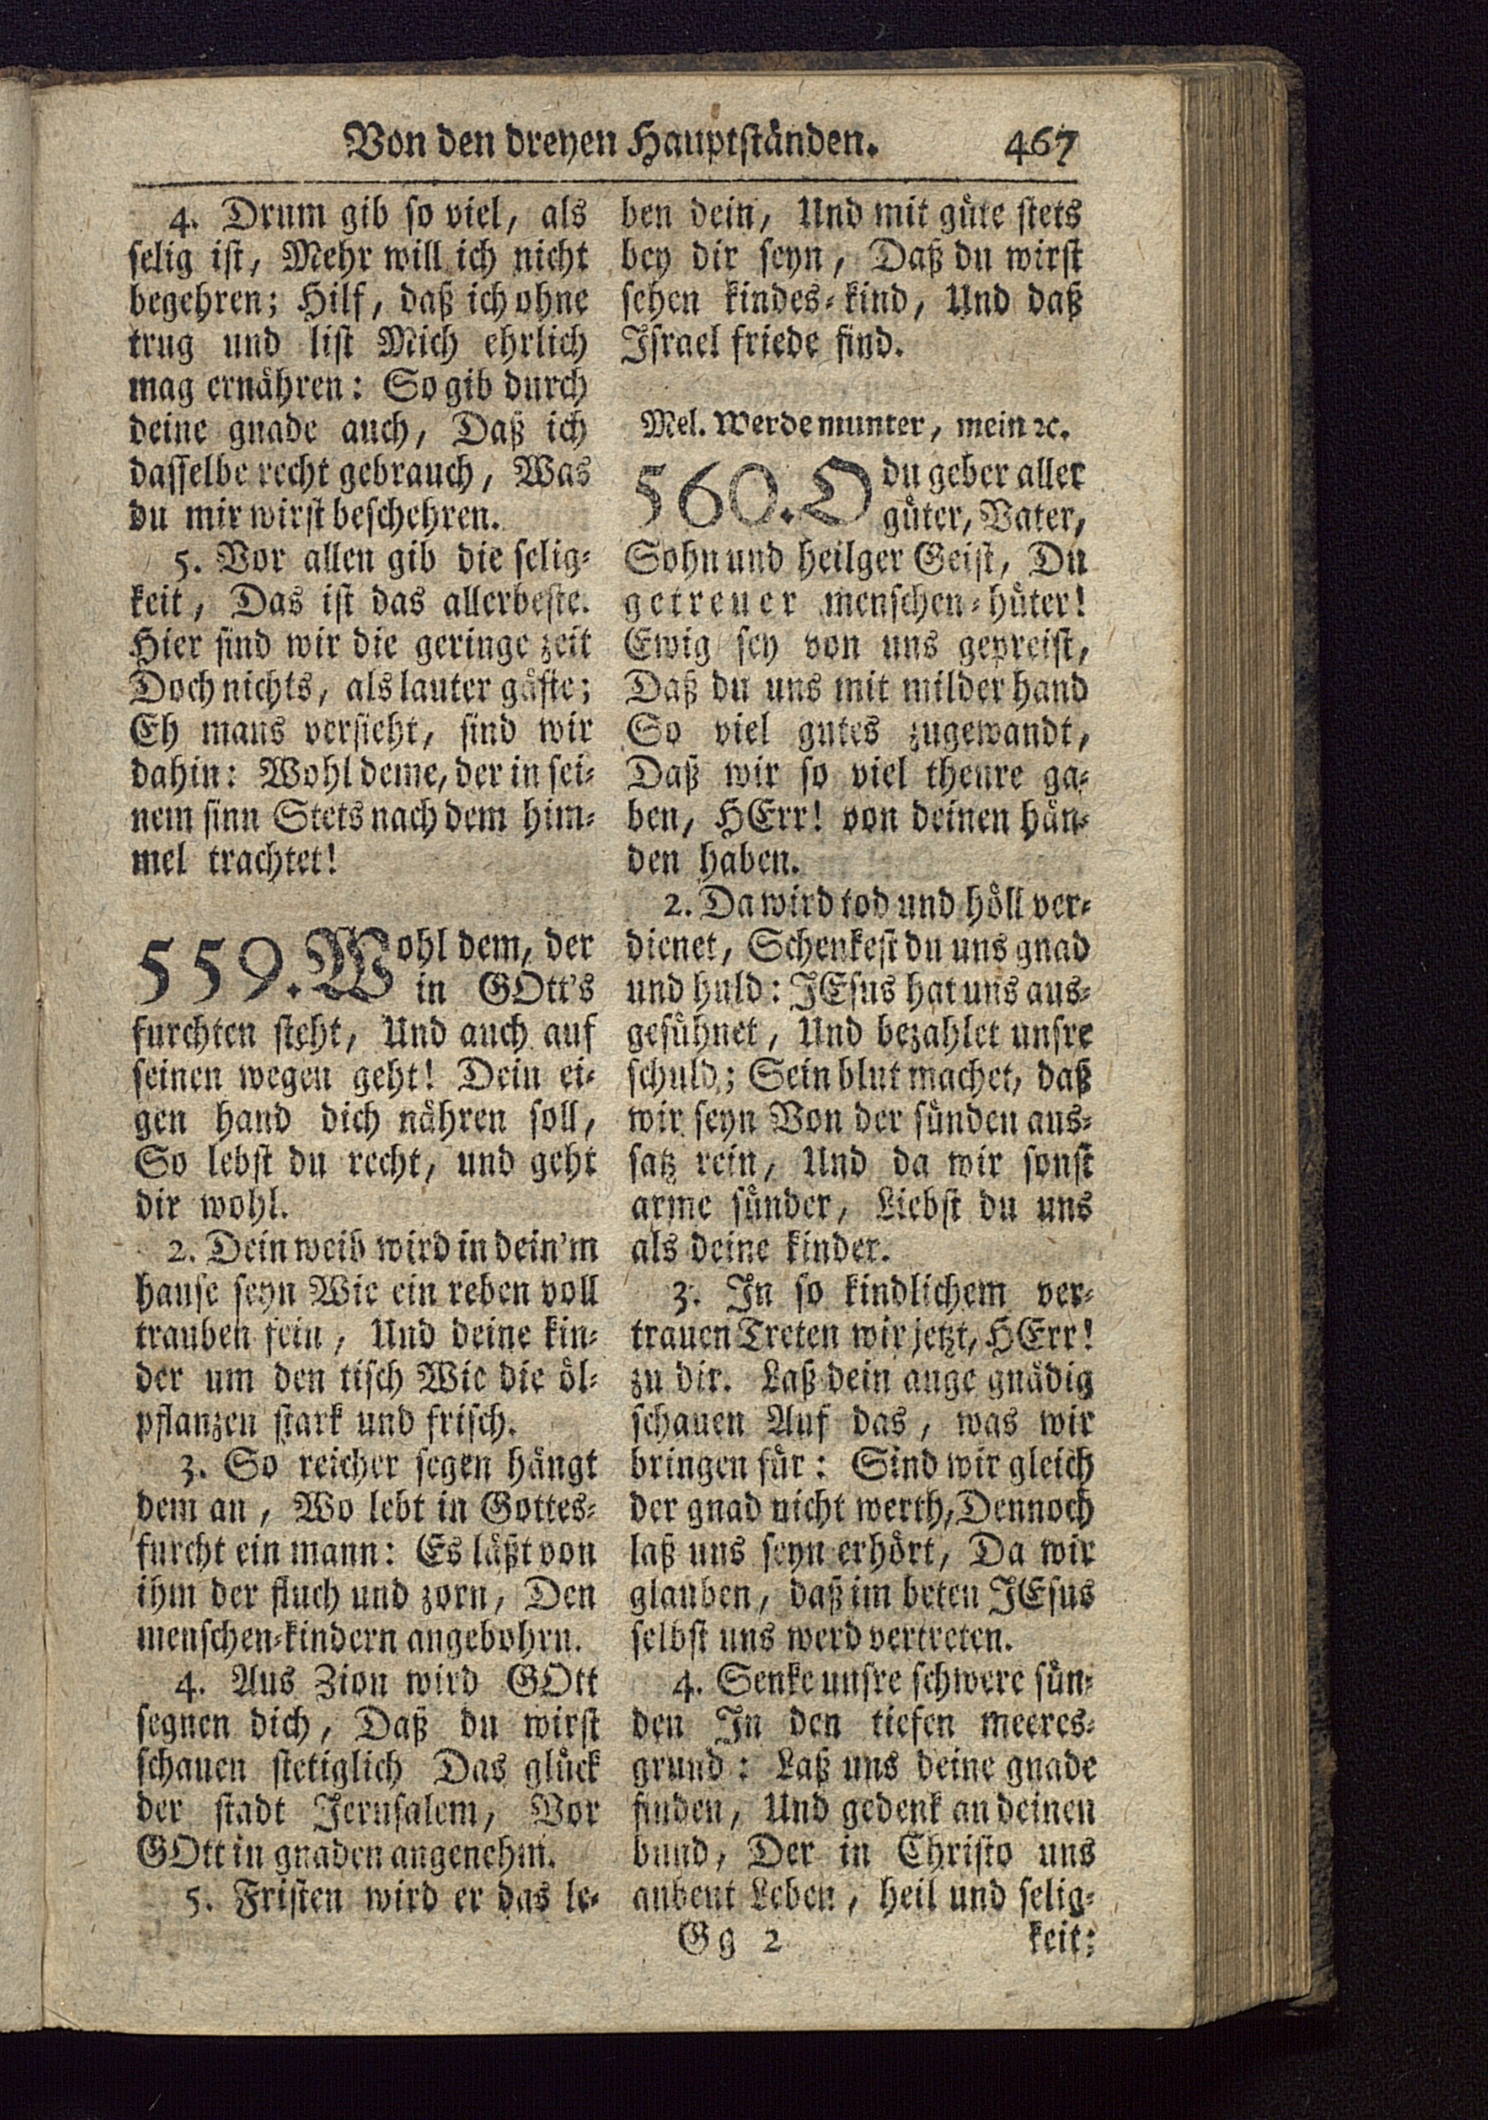 Von den dreyen Hauptständen. 467
4. Drum gib so viel, als
selig ist, Mehr will ich nicht
begehren; Hilf, daß ich ohne
trug und list Mich ehrlich
mag ernähren: So gib durch
deine gnade auch, Daß ich
dasselbe recht gebrauch, Was
du mir wirst beschehren.
5. Vor allen gib die selig-
keit, Das ist das allerbeste.
Hier sind wir die geringe zeit
Doch nichts, als lauter gäste;
Eh mans versieht, sind wir
dahin: Wohl deme, der in sei-
nem sinn Stets nach dem him-
mel trachtet!
559. Wohl dem, der
in GOtt's
furchten steht, Und auch auf
seinen wegen geht! Dein ei-
gen hand dich nähren soll,
So lebst du recht, und geht
dir wohl.
2. Dein weib wird in dein'm
hause seyn Wie ein reben voll
trauben fein, Und deine kin-
der um den tisch Wie die öl-
pflanzen stark und frisch.
3. So reicher segen hängt
dem an, Wo lebt in Gottes-
furcht ein mann: Es läßt von
ihm der fluch und zorn, Den
menschen-kindern angebohrn.
4. Aus Zion wird GOtt
segnen dich, Daß du wirst
schauen stetiglich Das glück
der stadt Jerusalem, Vor
GOtt in gnaden angenehm.
5. Fristen wird er das le-
ben dein, Und mit güte stets
bey dir seyn, Daß du wirst
sehen kindes-kind, Und daß
Israel friede find.
Mel. Werde munter, mein ꝛc.
560. O du geber aller
güter, Vater,
Sohn und heilger Geist, Du
getreuer menschen-hüter!
Ewig sey von uns gepreist,
Daß du uns mit milder hand
So viel gutes zugewandt,
Daß wir so viel theure ga-
ben, HErr! von deinen hän-
den haben.
2. Da wird tod und höll ver-
dienet, Schenkest du uns gnad
und huld: JEsus hat uns aus-
gesühnet, Und bezahlet unsre
schuld; Sein blut machet, daß
wir seyn Von der sünden aus-
satz rein, Und da wir sonst
arme sünder, Liebst du uns
als deine kinder.
3. In so kindlichem ver-
trauen Treten wir jetzt, HErr!
zu dir. Laß dein auge gnädig
schauen Auf das, was wir
bringen für: Sind wir gleich
der gnad nicht werth, Dennoch
laß uns seyn erhört, Da wir
glauben, daß im beten JEsus
selbst uns werd vertreten.
4. Senke unsre schwere sün-
den In den tiefen meeres-
grund: Laß uns deine gnade
finden, Und gedenk an deinen
bund, Der in Christo uns
anbeut Leben, heil und selig-
Gg 2 keit;